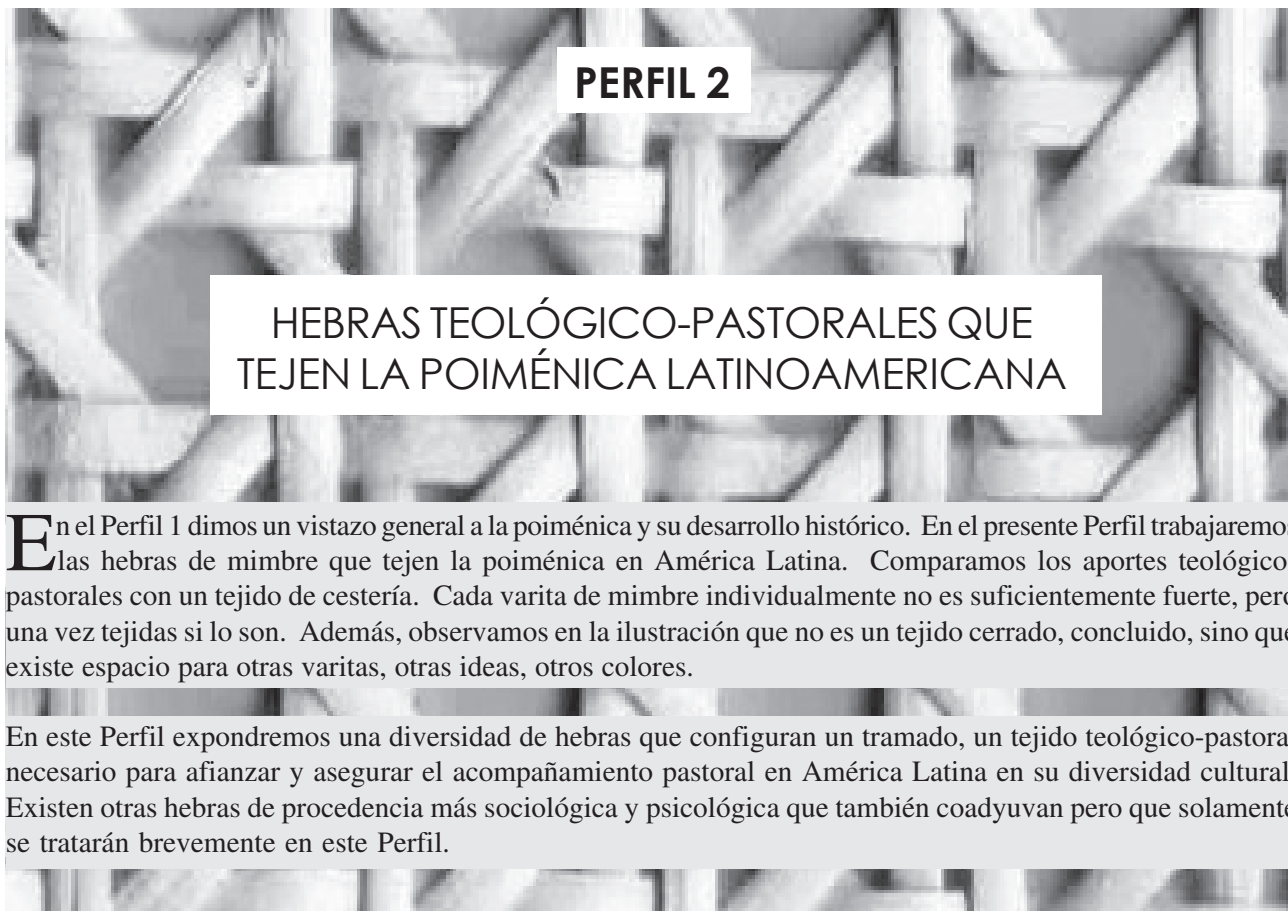 PERFIL 2
HEBRAS TEOLÓGICO-PASTORALES QUE
TEJEN LA POIMÉNICA LATINOAMERICANA
En el Perfil 1 dimos un vistazo general a la poiménica y su desarrollo histórico. En el presente Perfil trabajaremos
las hebras de mimbre que tejen la poiménica en América Latina. Comparamos los aportes teológico
pastorales con un tejido de cestería. Cada varita de mimbre individualmente no es suficientemente fuerte, pero
una vez tejidas si lo son. Además, observamos en la ilustración que no es un tejido cerrado, concluido, sino que
existe espacio para otras varitas, otras ideas, otros colores.
En este Perfil expondremos una diversidad de hebras que configuran un tramado, un tejido teológico-pastoral
necesario para afianzar y asegurar el acompañamiento pastoral en América Latina en su diversidad cultural.
Existen otras hebras de procedencia más sociológica y psicológica que también coadyuvan pero que solamente
se tratarán brevemente en este Perfil.